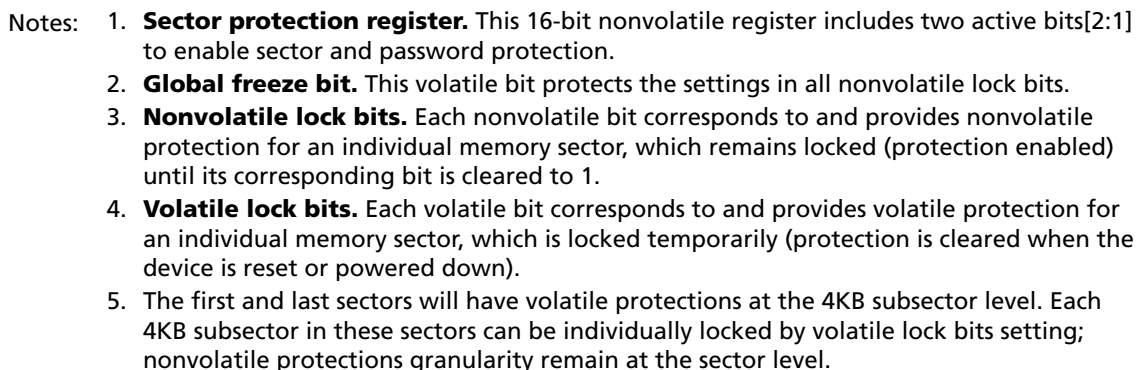 Notes: 1. Sector protection register. This 16-bit nonvolatile register includes two active bits[2:1]
to enable sector and password protection.
2. Global freeze bit. This volatile bit protects the settings in all nonvolatile lock bits.
3. Nonvolatile lock bits. Each nonvolatile bit corresponds to and provides nonvolatile
protection for an individual memory sector, which remains locked (protection enabled)
until its corresponding bit is cleared to 1.
4. Volatile lock bits. Each volatile bit corresponds to and provides volatile protection for
an individual memory sector, which is locked temporarily (protection is cleared when the
device is reset or powered down).
5. The first and last sectors will have volatile protections at the 4KB subsector level. Each
4KB subsector in these sectors can be individually locked by volatile lock bits setting;
nonvolatile protections granularity remain at the sector level.